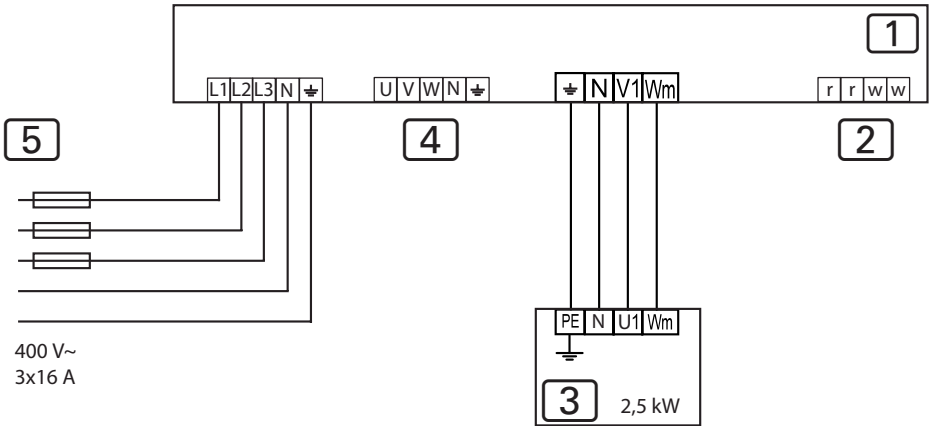 1
L1 L2 L3 N ⏚
U V W N ⏚
⏚ N V1 Wm
r r w w
5
4
2
400 V~
3x16 A
PE N U1 Wm
3
2,5 kW